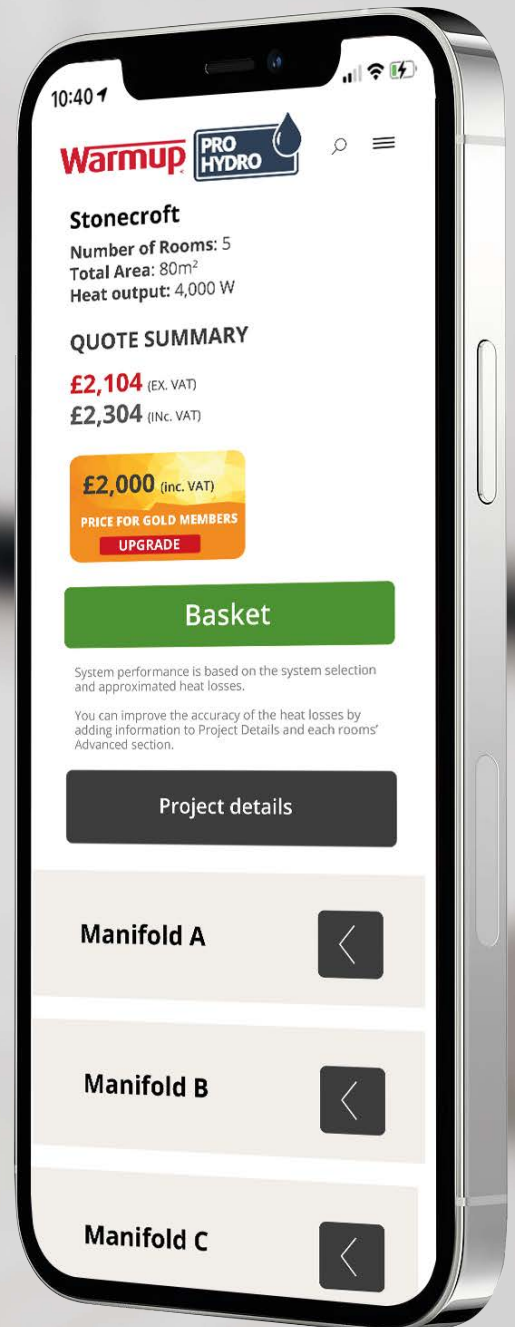 10:40
Warmup PRO HYDRO
Stonecroft
Number of Rooms: 5
Total Area: 80m²
Heat output: 4,000 W
QUOTE SUMMARY
£2,104 (EX. VAT)
£2,304 (INc. VAT)
£2,000 (inc. VAT)
PRICE FOR GOLD MEMBERS
UPGRADE
Basket
System performance is based on the system selection
and approximated heat losses.
You can improve the accuracy of the heat losses by
adding information to Project Details and each rooms'
Advanced section.
Project details
Manifold A
Manifold B
Manifold C